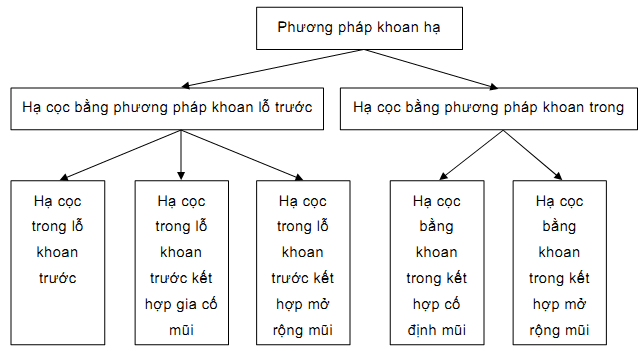 Phương pháp khoan hạ
Hạ cọc bằng phương pháp khoan lỗ trước
Hạ cọc bằng phương pháp khoan trong
Hạ cọc
trong lỗ
khoan
trước
Hạ cọc
trong lỗ
khoan
trước kết
hợp gia cố
mũi
Hạ cọc
trong lỗ
khoan
trước kết
hợp mở
rộng mũi
Hạ cọc
bằng
khoan
trong kết
hợp cố
định mũi
Hạ cọc
bằng
khoan
trong kết
hợp mở
rộng mũi